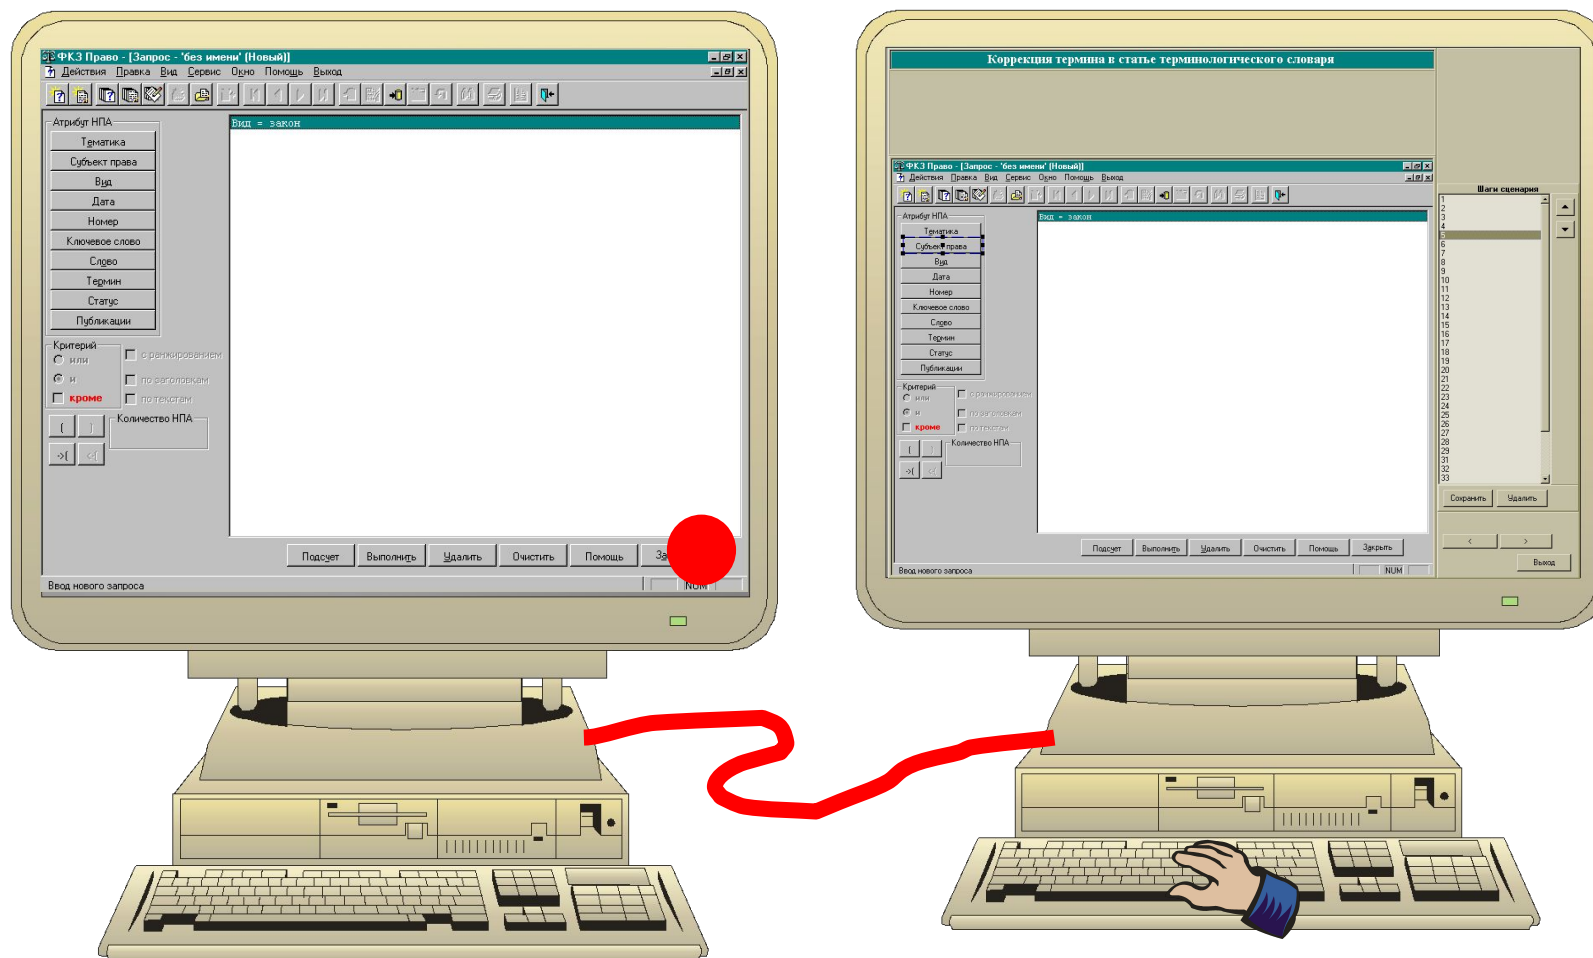 ФКЗ Право - [Запрос - 'без имени' (Новый)]
Действия Правка Вид Сервис Окно Помощь Выход
Атрибут НПА
Вид = закон
Тематика
Субъект права
Вид
Дата
Номер
Ключевое слово
Слово
Термин
Статус
Публикации
Критерий
или
с ранжированием
и
по заголовкам
кроме
по текстам
Количество НПА
( )
->( <-(
Подсчет Выполнить Удалить Очистить Помощь
Ввод нового запроса NUM
Коррекция термина в статье терминологического словаря
ФКЗ Право - [Запрос - 'без имени' (Новый)]
Действия Правка Вид Сервис Окно Помощь Выход
Атрибут НПА
Вид = закон
Тематика
Субъект права
Вид
Дата
Номер
Ключевое слово
Слово
Термин
Статус
Публикации
Критерий
или
с ранжированием
и
по заголовкам
кроме
по текстам
Количество НПА
( )
->( <-(
Подсчет Выполнить Удалить Очистить Помощь Закрыть
Ввод нового запроса NUM
Шаги сценария
1
2
3
4
5
6
7
8
9
10
11
12
13
14
15
16
17
18
19
20
21
22
23
24
25
26
27
28
29
30
31
32
33
Сохранить Удалить
< >
Выход